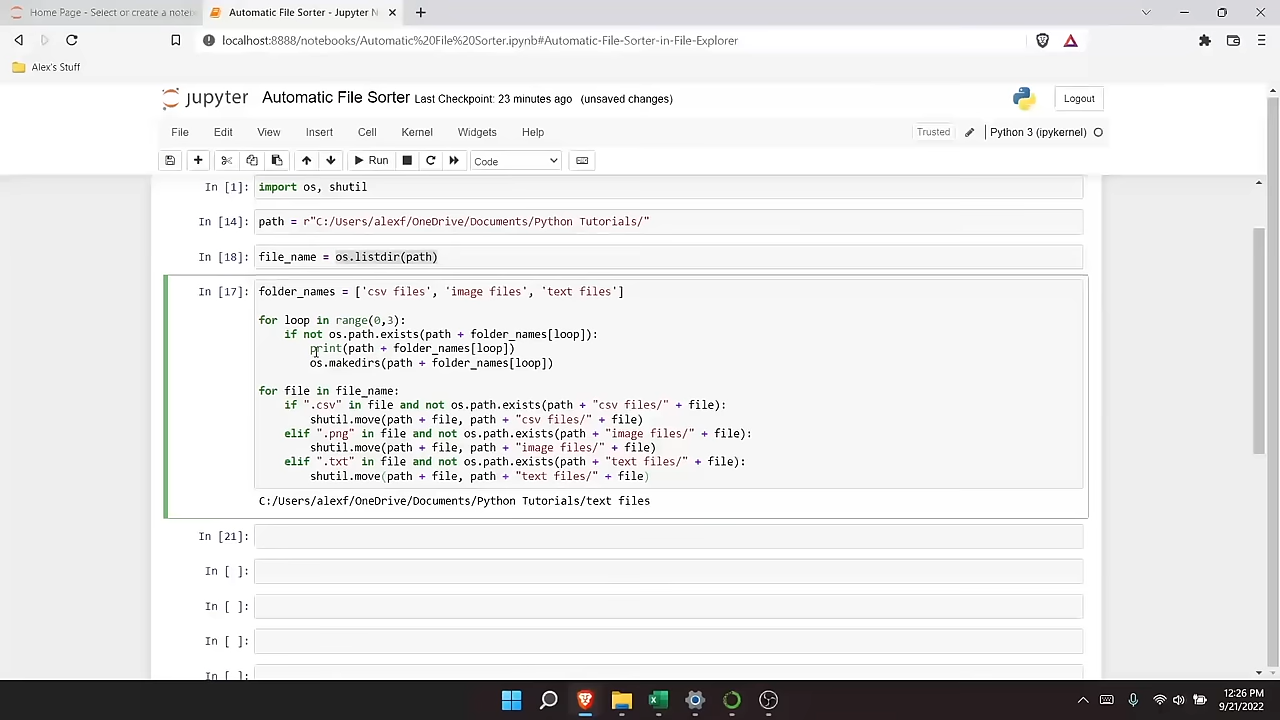 Home Page - Select or create a note
Automatic File Sorter - Jupyter N
localhost:8888/notebooks/Automatic%20File%20Sorter.ipynb#Automatic-File-Sorter-in-File-Explorer
Alex's Stuff
jupyter Automatic File Sorter Last Checkpoint: 23 minutes ago (unsaved changes)
Logout
File Edit View Insert Cell Kernel Widgets Help
Trusted Python 3 (ipykernel)
Run Code
In [1]: import os, shutil
In [14]: path = r"C:/Users/alexf/OneDrive/Documents/Python Tutorials/"
In [18]: file_name = os.listdir(path)
In [17]: folder_names = ['csv files', 'image files', 'text files']
for loop in range(0,3):
    if not os.path.exists(path + folder_names[loop]):
        print(path + folder_names[loop])
        os.makedirs(path + folder_names[loop])
for file in file_name:
    if ".csv" in file and not os.path.exists(path + "csv files/" + file):
        shutil.move(path + file, path + "csv files/" + file)
    elif ".png" in file and not os.path.exists(path + "image files/" + file):
        shutil.move(path + file, path + "image files/" + file)
    elif ".txt" in file and not os.path.exists(path + "text files/" + file):
        shutil.move(path + file, path + "text files/" + file)
C:/Users/alexf/OneDrive/Documents/Python Tutorials/text files
In [21]:
In [ ]:
In [ ]:
In [ ]:
In [ ]:
12:26 PM
9/21/2022